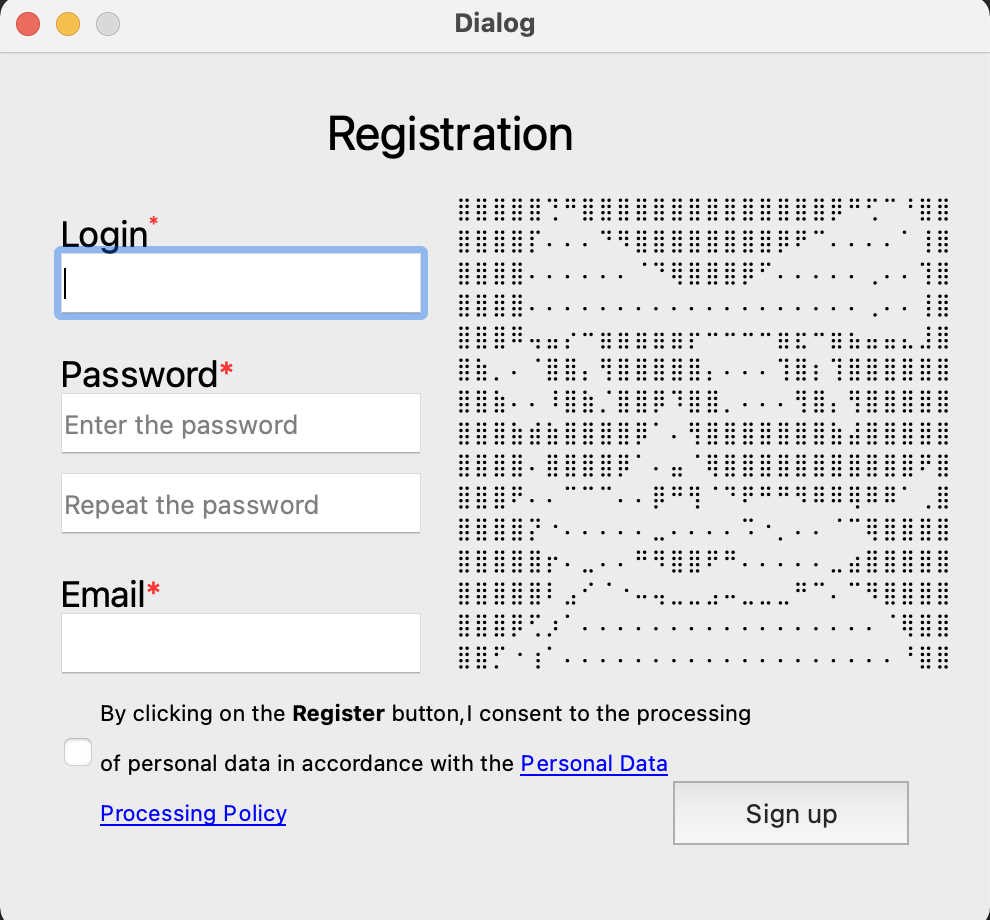 Dialog
Registration
Login*
Password*
Enter the password
Repeat the password
Email*
By clicking on the Register button,I consent to the processing
of personal data in accordance with the Personal Data
Processing Policy
Sign up